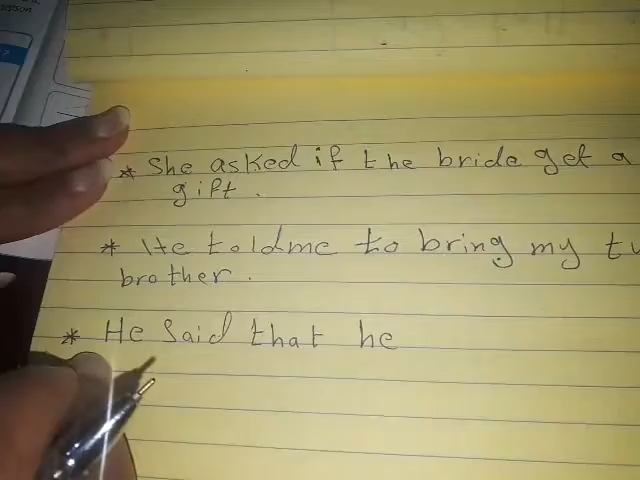 * She asked if the bride get a
gift.
* He told me to bring my
brother.
* He said that he